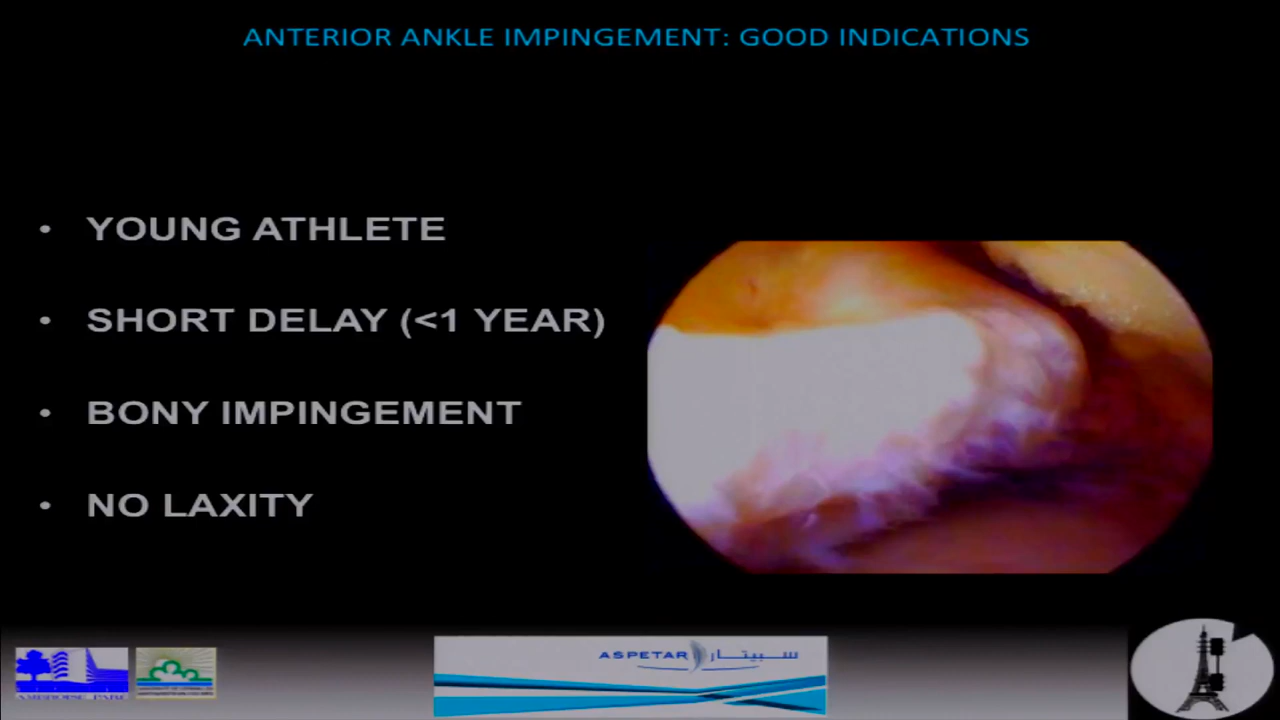 ANTERIOR ANKLE IMPINGEMENT: GOOD INDICATIONS
• YOUNG ATHLETE
• SHORT DELAY (<1 YEAR)
• BONY IMPINGEMENT
• NO LAXITY
ASPETAR سبيتار